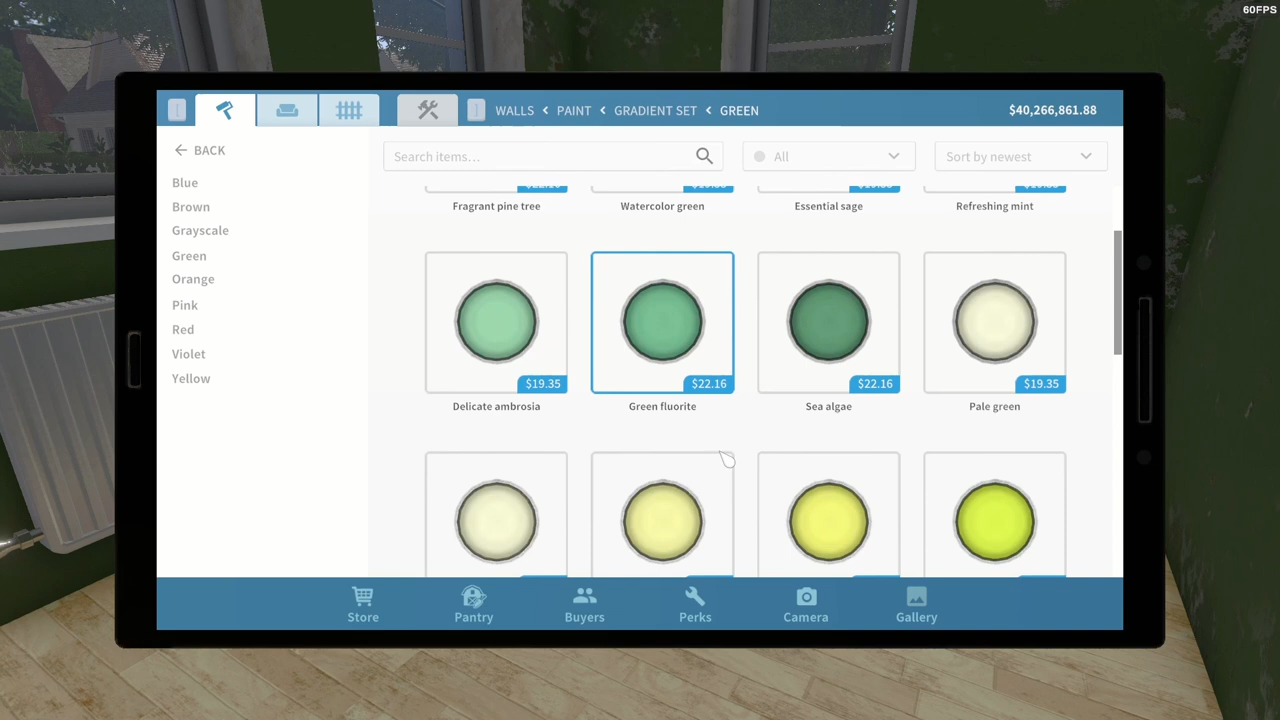 60FPS
WALLS < PAINT < GRADIENT SET < GREEN
$40,266,861.88
BACK
Search items...
All
Sort by newest
Blue
Brown
Grayscale
Green
Orange
Pink
Red
Violet
Yellow
Fragrant pine tree
Watercolor green
Essential sage
Refreshing mint
$19.35
$22.16
$22.16
$19.35
Delicate ambrosia
Green fluorite
Sea algae
Pale green
Store
Pantry
Buyers
Perks
Camera
Gallery